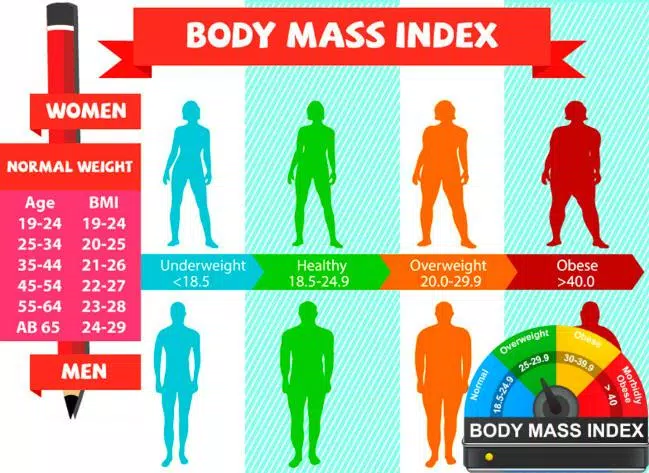 BODY MASS INDEX
WOMEN
NORMAL WEIGHT
Age BMI
19-24 19-24
25-34 20-25
35-44 21-26
45-54 22-27
55-64 23-28
AB 65 24-29
MEN
Underweight
<18.5
Healthy
18.5-24.9
Overweight
20.0-29.9
Obese
>40.0
Normal
18.5-24.9
Overweight
25-29.9
Obese
30-39.9
Morbidly
Obese
> 40
BODY MASS INDEX